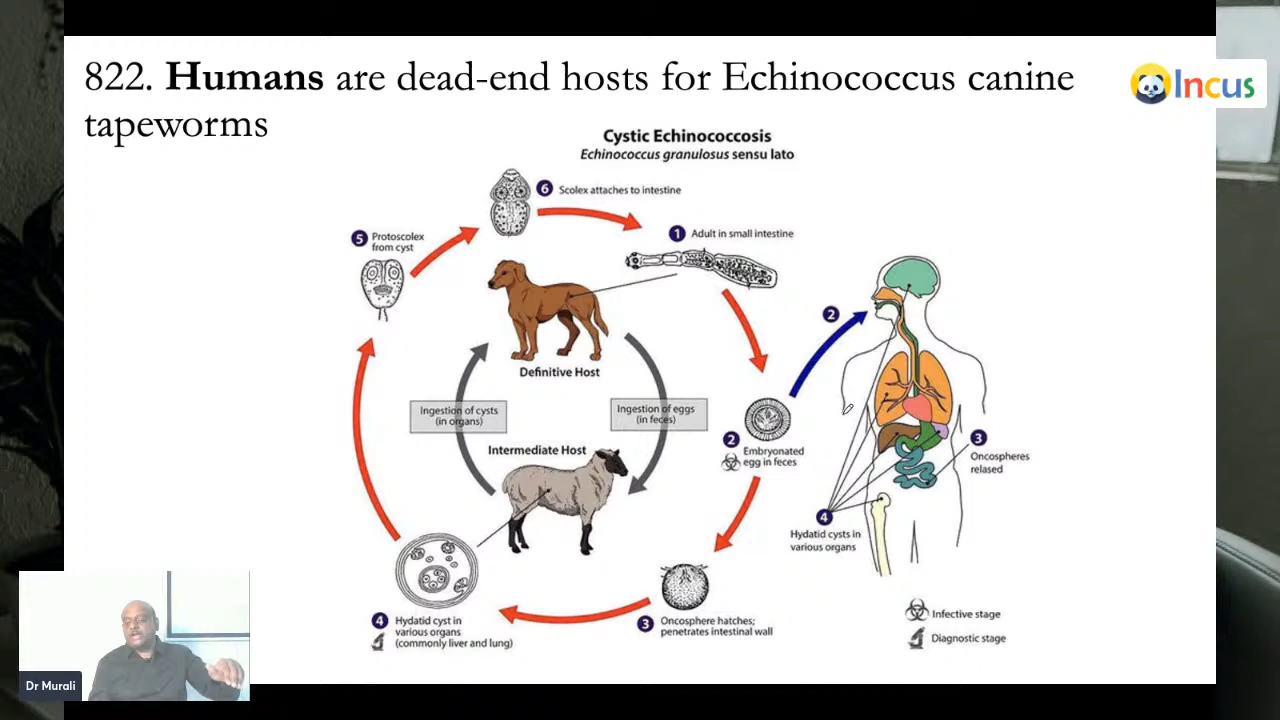 822. Humans are dead-end hosts for Echinococcus canine
tapeworms
Incus
Cystic Echinococcosis
Echinococcus granulosus sensu lato
6 Scolex attaches to intestine
1 Adult in small intestine
5 Protoscolex
from cyst
2
Definitive Host
Ingestion of cysts
(in organs)
Ingestion of eggs
(in feces)
Intermediate Host
2 Embryonated
egg in feces
3 Oncospheres
relased
4 Hydatid cysts in
various organs
4 Hydatid cyst in
various organs
(commonly liver and lung)
3 Oncosphere hatches;
penetrates intestinal wall
Infective stage
Diagnostic stage
Dr Murali